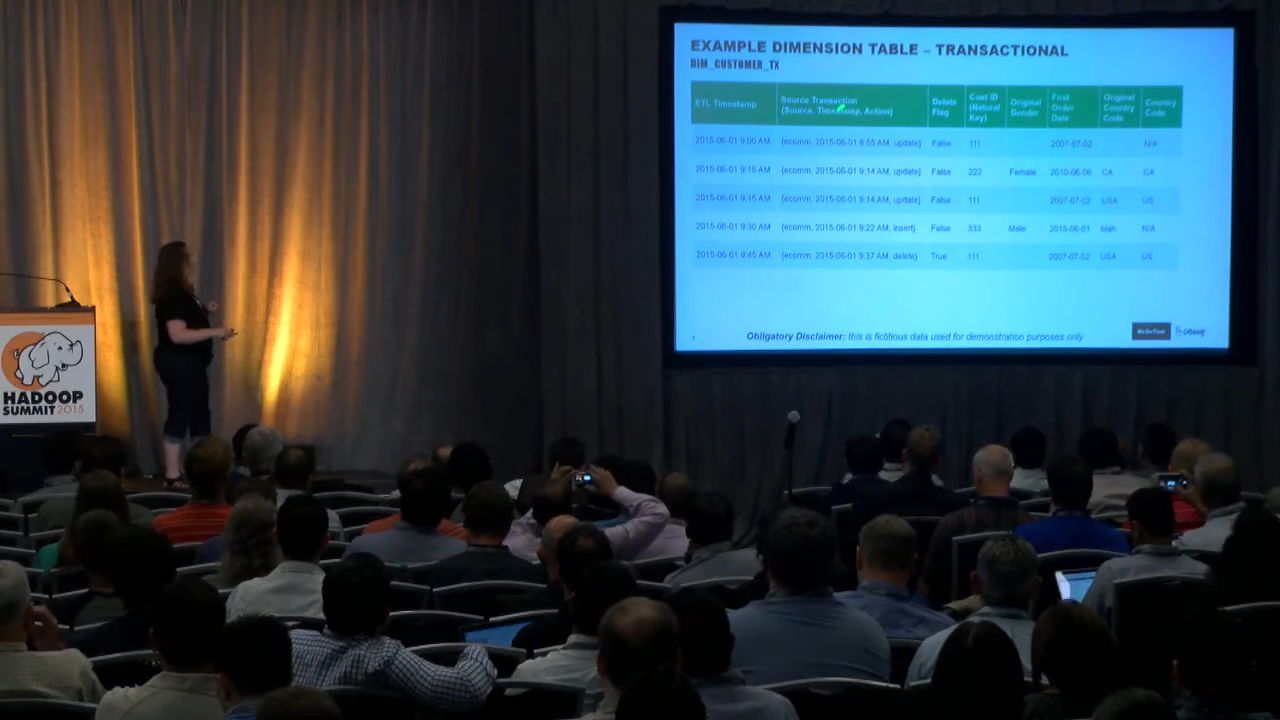 EXAMPLE DIMENSION TABLE – TRANSACTIONAL
DIM_CUSTOMER_TX
ETL Timestamp Source Transaction (Source, Timestamp, Action) Delete Flag Cust ID (Natural Key) Original Gender First Order Date Original Country Code Country Code
2015-06-01 9:00 AM {ecomm, 2015-06-01 8:55 AM, update} False 111 2007-07-02 N/A
2015-06-01 9:15 AM {ecomm, 2015-06-01 9:14 AM, update} False 222 Female 2010-06-06 CA CA
2015-06-01 9:15 AM {ecomm, 2015-06-01 9:14 AM, update} False 111 2007-07-02 USA US
2015-06-01 9:30 AM {ecomm, 2015-06-01 9:22 AM, insert} False 333 Male 2015-06-01 blah N/A
2015-06-01 9:45 AM {ecomm, 2015-06-01 9:37 AM, delete} True 111 2007-07-02 USA US
Obligatory Disclaimer: this is fictitious data used for demonstration purposes only
HADOOP
SUMMIT 2015